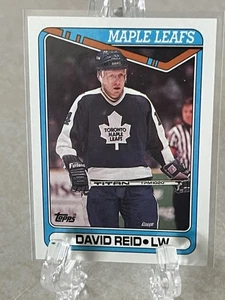 MAPLE LEAFS
TORONTO
MAPLE
LEAFS
TITAN
Topps
DAVID REID • LW